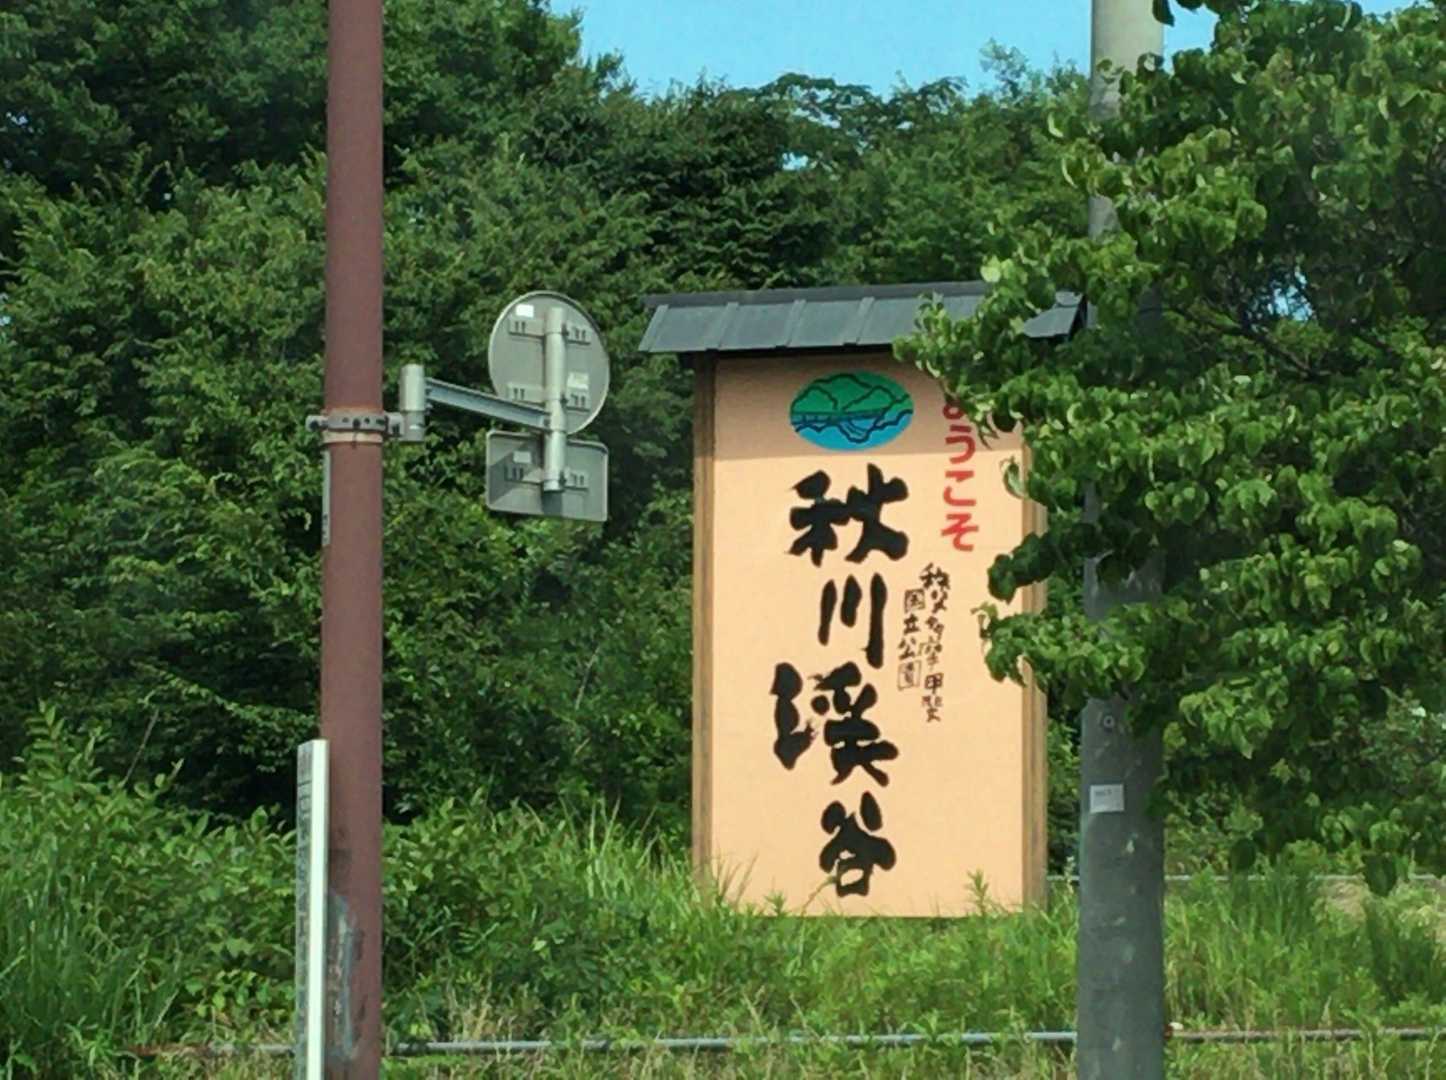 ようこそ
秩父多摩甲斐
国立公園
秋川渓谷